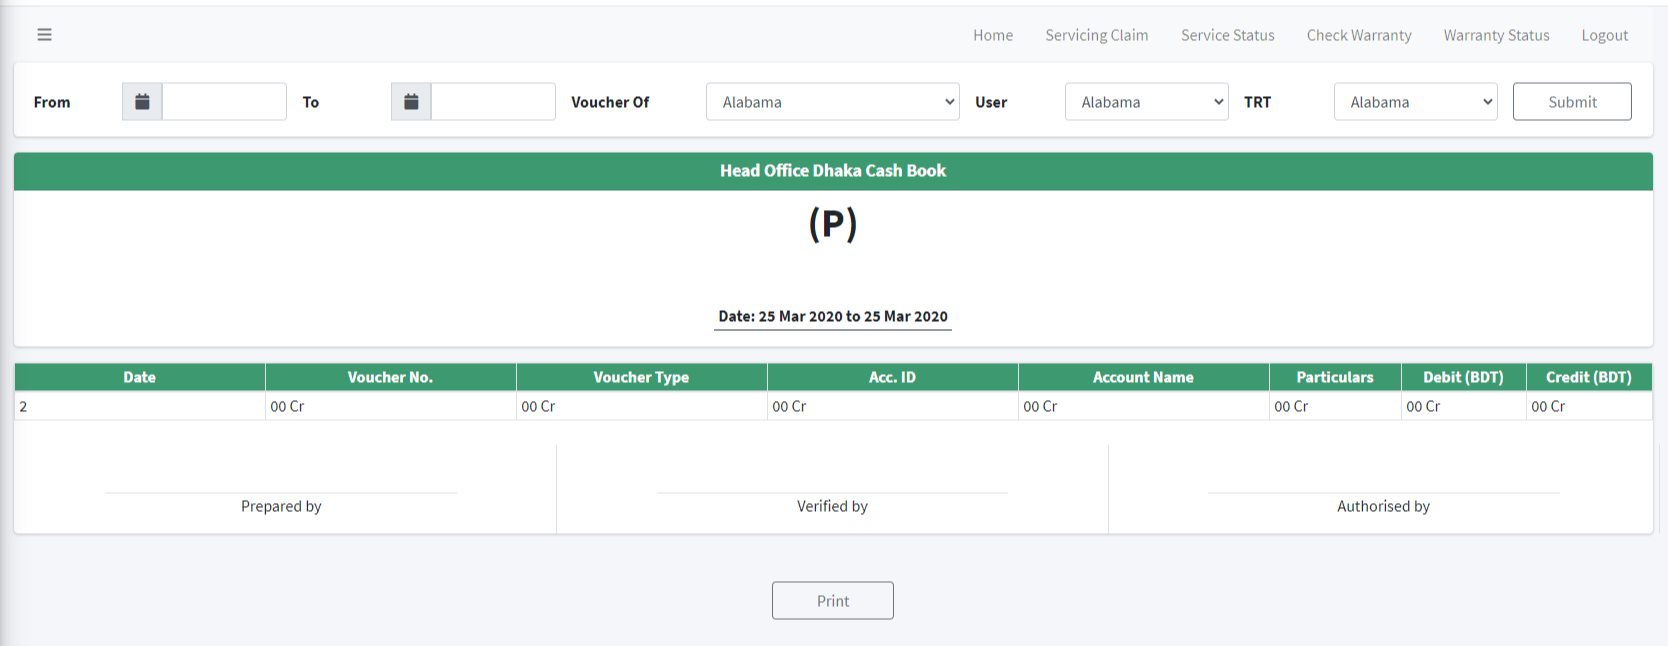 Home Servicing Claim Service Status Check Warranty Warranty Status Logout
From To Voucher Of Alabama User Alabama TRT Alabama Submit
Head Office Dhaka Cash Book
(P)
Date: 25 Mar 2020 to 25 Mar 2020
Date Voucher No. Voucher Type Acc. ID Account Name Particulars Debit (BDT) Credit (BDT)
2 00 Cr 00 Cr 00 Cr 00 Cr 00 Cr 00 Cr 00 Cr
Prepared by Verified by Authorised by
Print